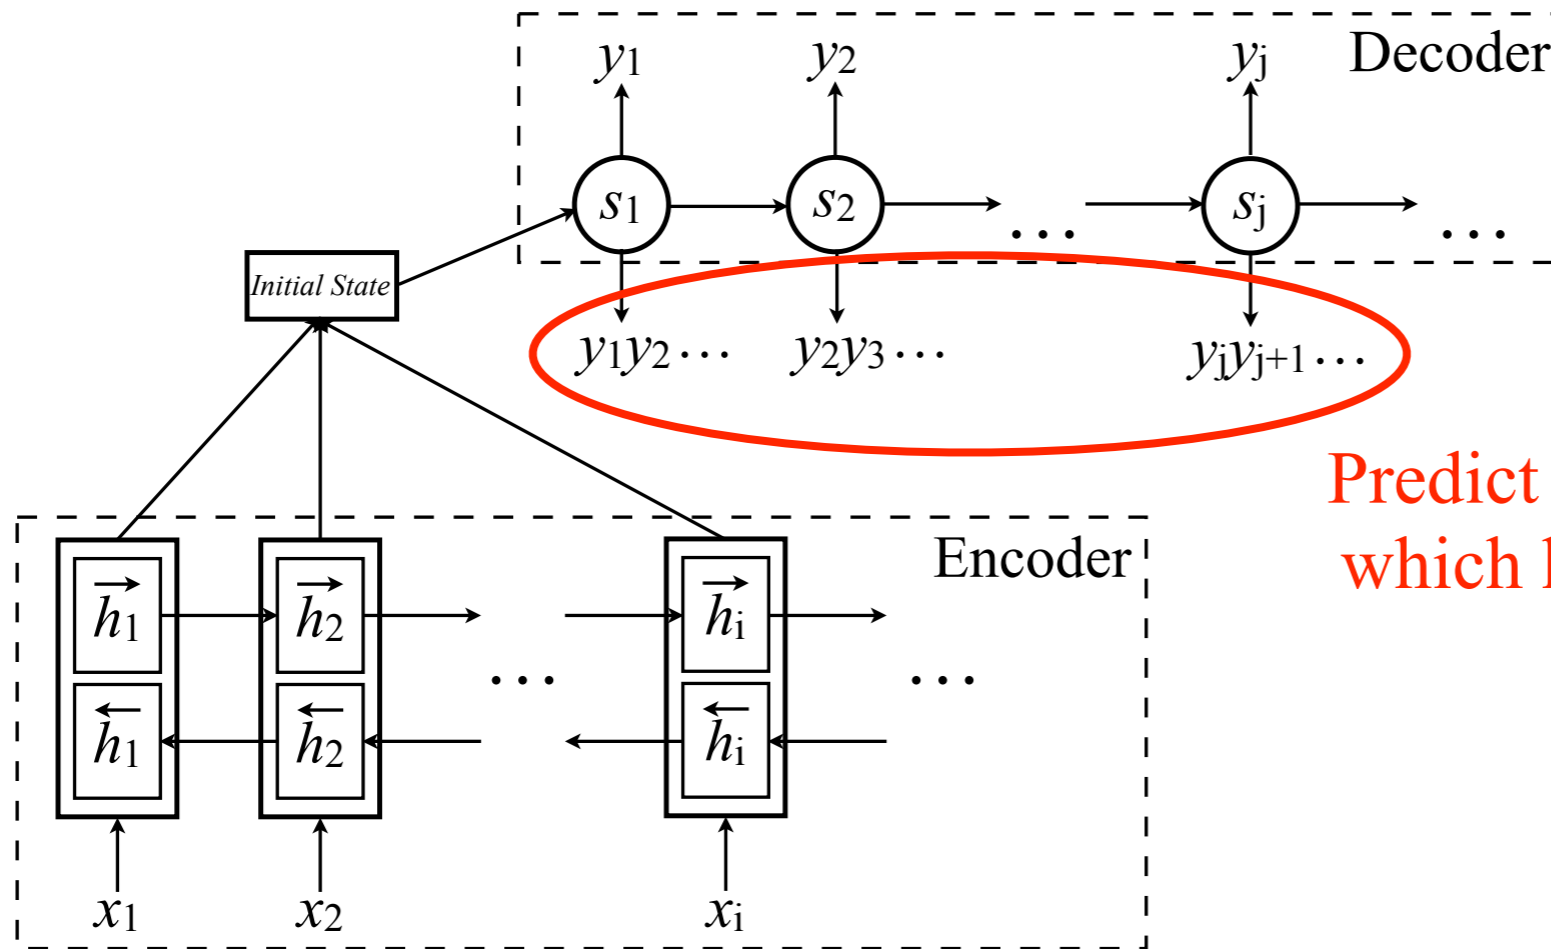 Decoder
y1 y2 yj
s1 s2 … sj …
Initial State
y1y2… y2y3… yjyj+1…
Predict
which
Encoder
h1 h2 hi
… …
h1 h2 hi
x1 x2 xi